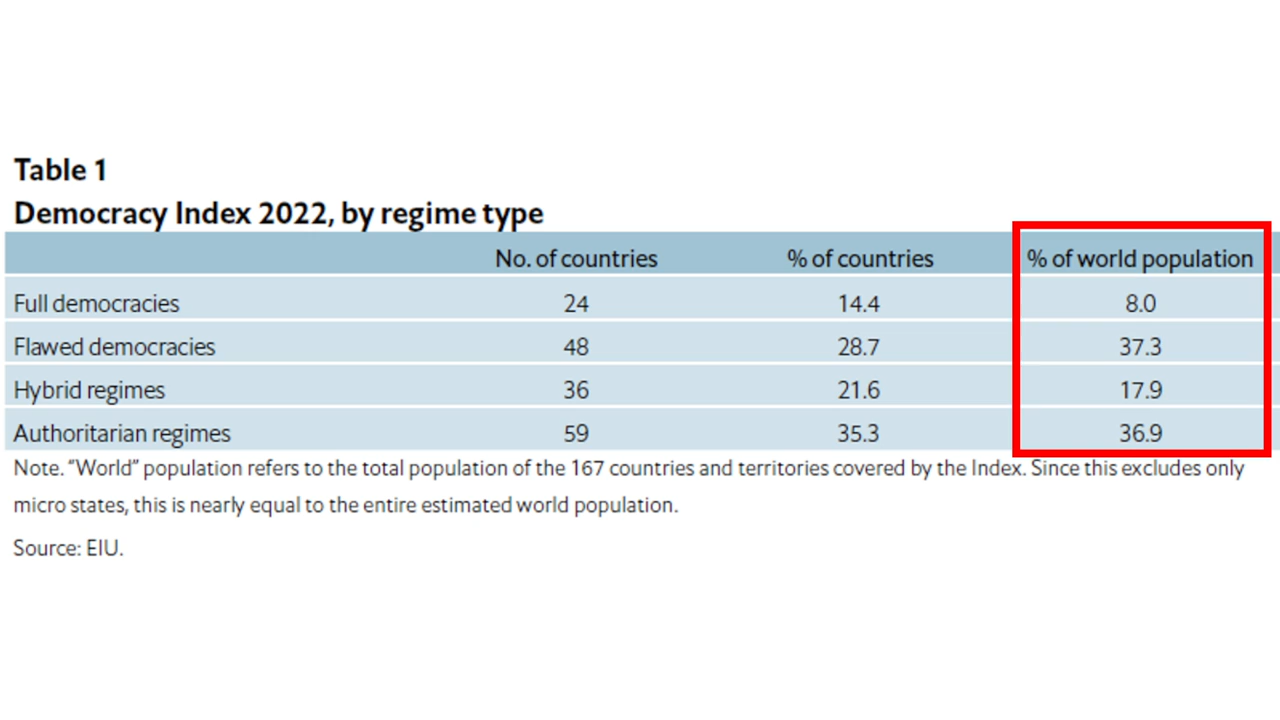 Table 1
Democracy Index 2022, by regime type
No. of countries % of countries % of world population
Full democracies 24 14.4 8.0
Flawed democracies 48 28.7 37.3
Hybrid regimes 36 21.6 17.9
Authoritarian regimes 59 35.3 36.9
Note. “World” population refers to the total population of the 167 countries and territories covered by the Index. Since this excludes only
micro states, this is nearly equal to the entire estimated world population.
Source: EIU.